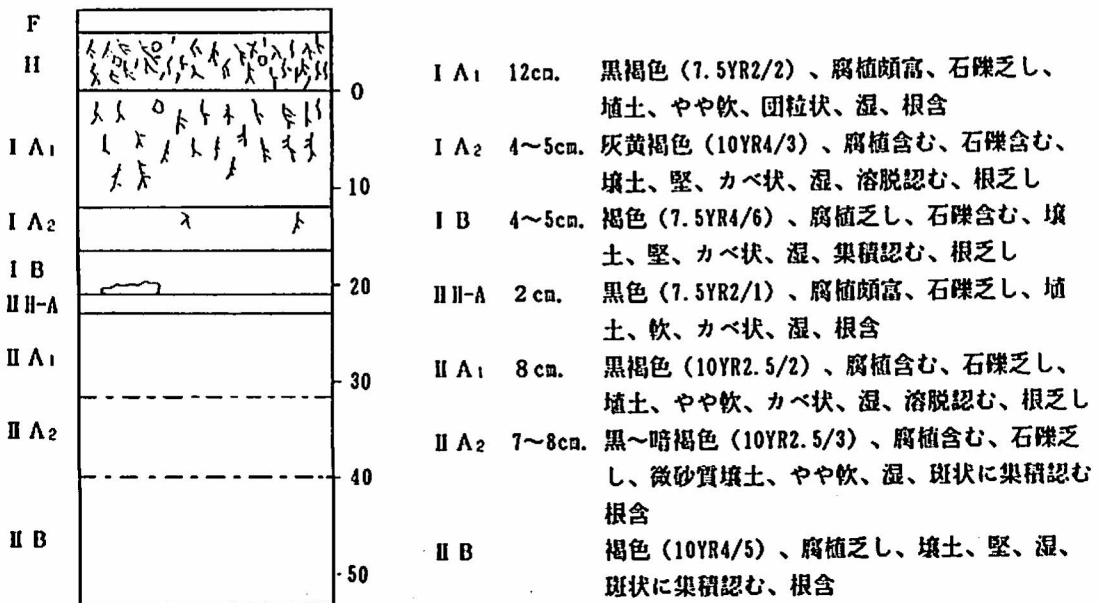 F
H
0
I A1
10
I A2
I B
20
II H-A
II A1
30
II A2
40
II B
50
I A1 12cm. 黒褐色（7.5YR2/2）、腐植頗富、石礫乏し、
埴土、やや軟、団粒状、湿、根含
I A2 4〜5cm. 灰黄褐色（10YR4/3）、腐植含む、石礫含む、
壌土、堅、カベ状、湿、溶脱認む、根乏し
I B 4〜5cm. 褐色（7.5YR4/6）、腐植乏し、石礫含む、壌
土、堅、カベ状、湿、集積認む、根乏し
II H-A 2cm. 黒色（7.5YR2/1）、腐植頗富、石礫乏し、埴
土、軟、カベ状、湿、根含
II A1 8cm. 黒褐色（10YR2.5/2）、腐植含む、石礫乏し、
埴土、やや軟、カベ状、湿、溶脱認む、根乏し
II A2 7〜8cm. 黒〜暗褐色（10YR2.5/3）、腐植含む、石礫乏
し、微砂質壌土、やや軟、湿、斑状に集積認む
根含
II B 褐色（10YR4/5）、腐植乏し、壌土、堅、湿、
斑状に集積認む、根含